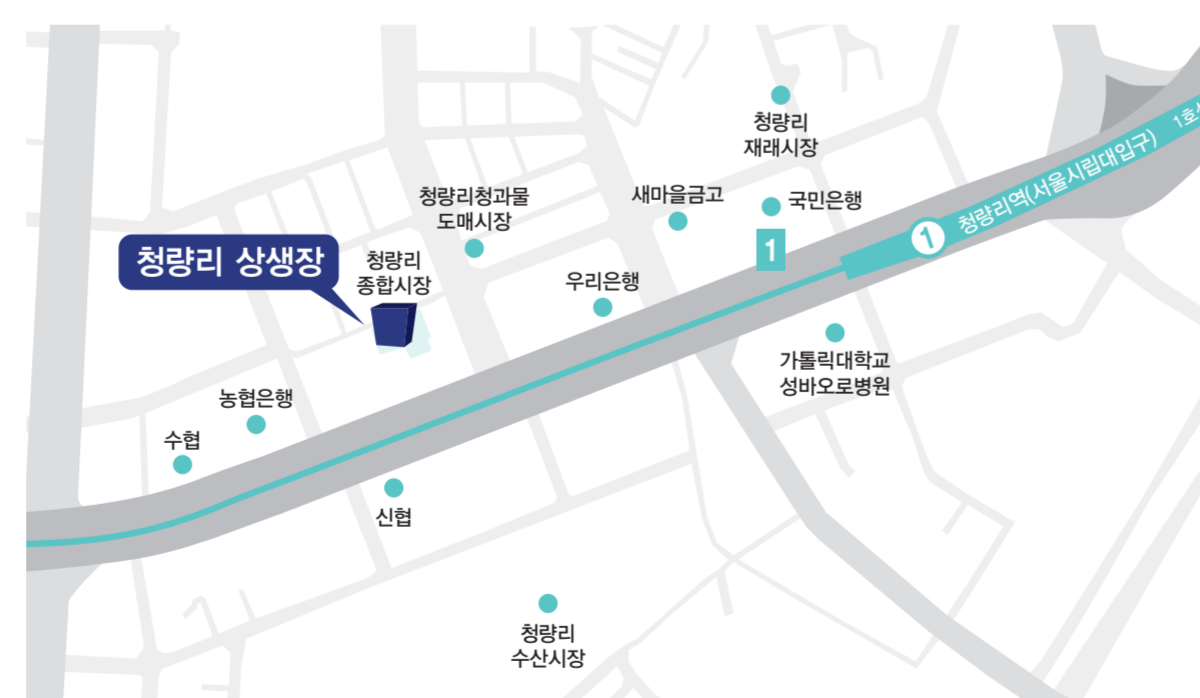 청량리
재래시장
1호
청량리역(서울시립대입구)
1
국민은행
새마을금고
1
청량리청과물
도매시장
청량리 상생장
청량리
종합시장
우리은행
가톨릭대학교
성바오로병원
농협은행
수협
신협
청량리
수산시장